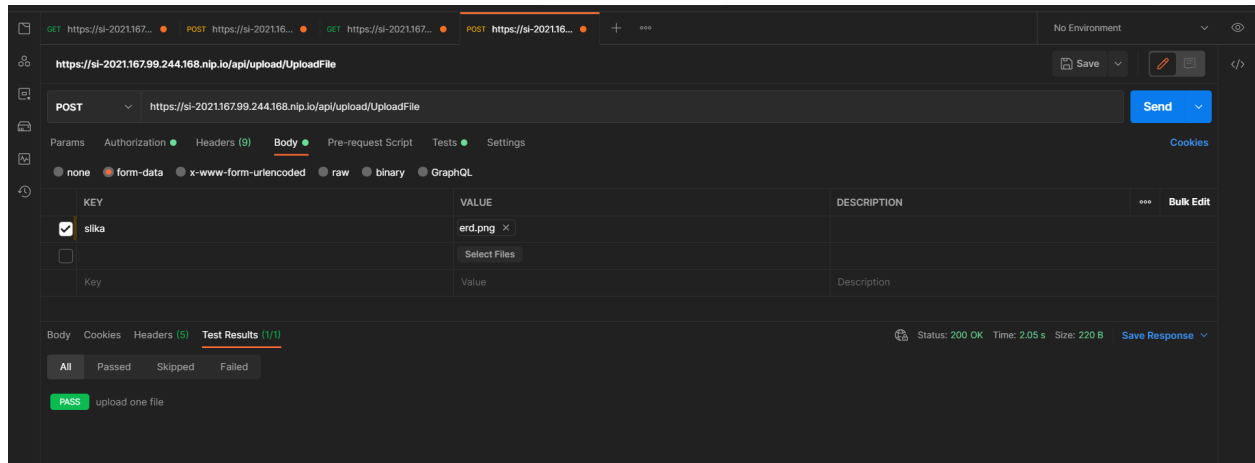 GET https://si-2021.167... POST https://si-2021.16... GET https://si-2021.167... POST https://si-2021.16... No Environment
https://si-2021.167.99.244.168.nip.io/api/upload/UploadFile Save
POST https://si-2021.167.99.244.168.nip.io/api/upload/UploadFile Send
Params Authorization Headers (9) Body Pre-request Script Tests Settings Cookies
none form-data x-www-form-urlencoded raw binary GraphQL
KEY VALUE DESCRIPTION Bulk Edit
slika erd.png
Select Files
Key Value Description
Body Cookies Headers (5) Test Results (1/1) Status: 200 OK Time: 2.05 s Size: 220 B Save Response
All Passed Skipped Failed
PASS upload one file